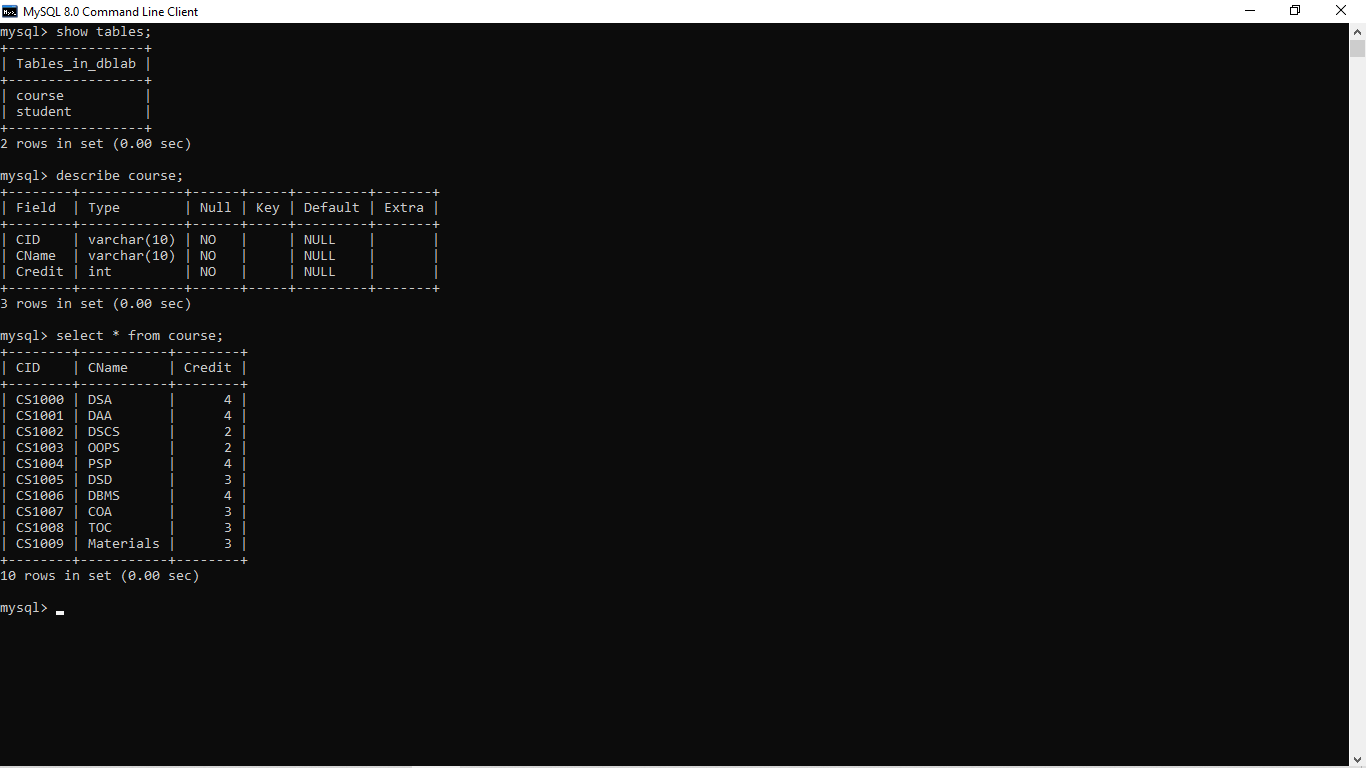 MySQL 8.0 Command Line Client
mysql> show tables;
+-----------------+
| Tables_in_dblab |
+-----------------+
| course          |
| student         |
+-----------------+
2 rows in set (0.00 sec)

mysql> describe course;
+--------+-------------+------+-----+---------+-------+
| Field  | Type        | Null | Key | Default | Extra |
+--------+-------------+------+-----+---------+-------+
| CID    | varchar(10) | NO   |     | NULL    |       |
| CName  | varchar(10) | NO   |     | NULL    |       |
| Credit | int         | NO   |     | NULL    |       |
+--------+-------------+------+-----+---------+-------+
3 rows in set (0.00 sec)

mysql> select * from course;
+--------+-----------+--------+
| CID    | CName     | Credit |
+--------+-----------+--------+
| CS1000 | DSA       |      4 |
| CS1001 | DAA       |      4 |
| CS1002 | DSCS      |      2 |
| CS1003 | OOPS      |      2 |
| CS1004 | PSP       |      4 |
| CS1005 | DSD       |      3 |
| CS1006 | DBMS      |      4 |
| CS1007 | COA       |      3 |
| CS1008 | TOC       |      3 |
| CS1009 | Materials |      3 |
+--------+-----------+--------+
10 rows in set (0.00 sec)

mysql>